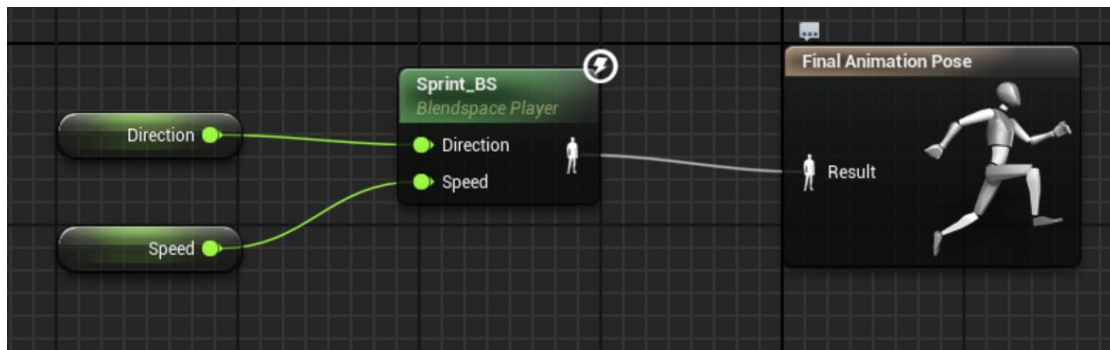 Direction
Speed
Sprint_BS
Blendspace Player
Direction
Speed
Final Animation Pose
Result